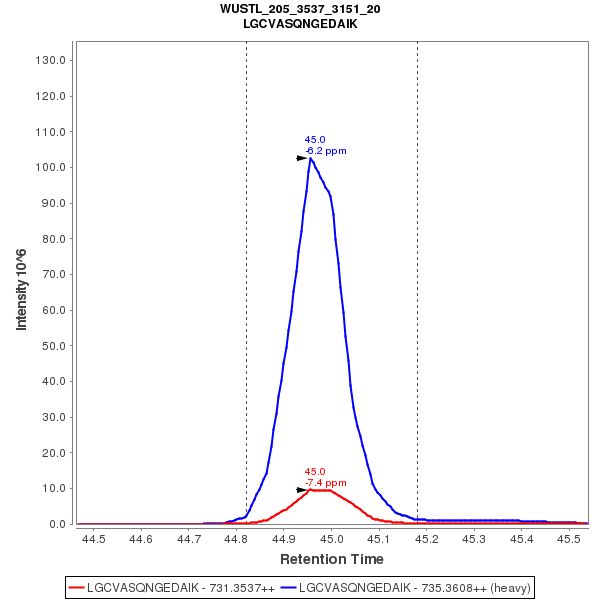 WUSTL_205_3537_3151_20
LGCVASQNGEDAIK
130.0
120.0
110.0
100.0
90.0
80.0
70.0
60.0
50.0
40.0
30.0
20.0
10.0
0.0
Intensity 10^6
45.0
-6.2 ppm
45.0
-7.4 ppm
44.5 44.6 44.7 44.8 44.9 45.0 45.1 45.2 45.3 45.4 45.5
Retention Time
LGCVASQNGEDAIK - 731.3537++ LGCVASQNGEDAIK - 735.3608++ (heavy)